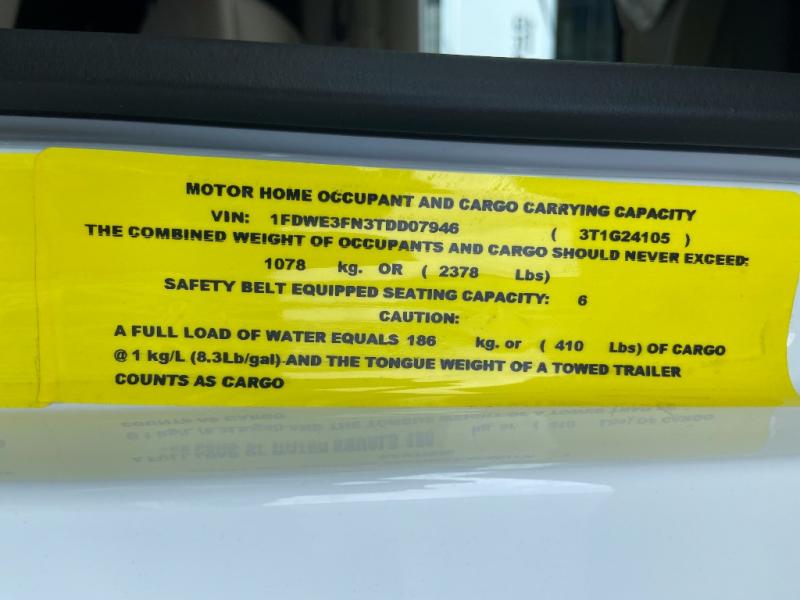 MOTOR HOME OCCUPANT AND CARGO CARRYING CAPACITY
VIN: 1FDWE3FN3TDD07946 ( 3T1G24105 )
THE COMBINED WEIGHT OF OCCUPANTS AND CARGO SHOULD NEVER EXCEED:
1078 kg. OR ( 2378 Lbs)
SAFETY BELT EQUIPPED SEATING CAPACITY: 6
CAUTION:
A FULL LOAD OF WATER EQUALS 186 kg. or ( 410 Lbs) OF CARGO
@ 1 kg/L (8.3Lb/gal) AND THE TONGUE WEIGHT OF A TOWED TRAILER
COUNTS AS CARGO